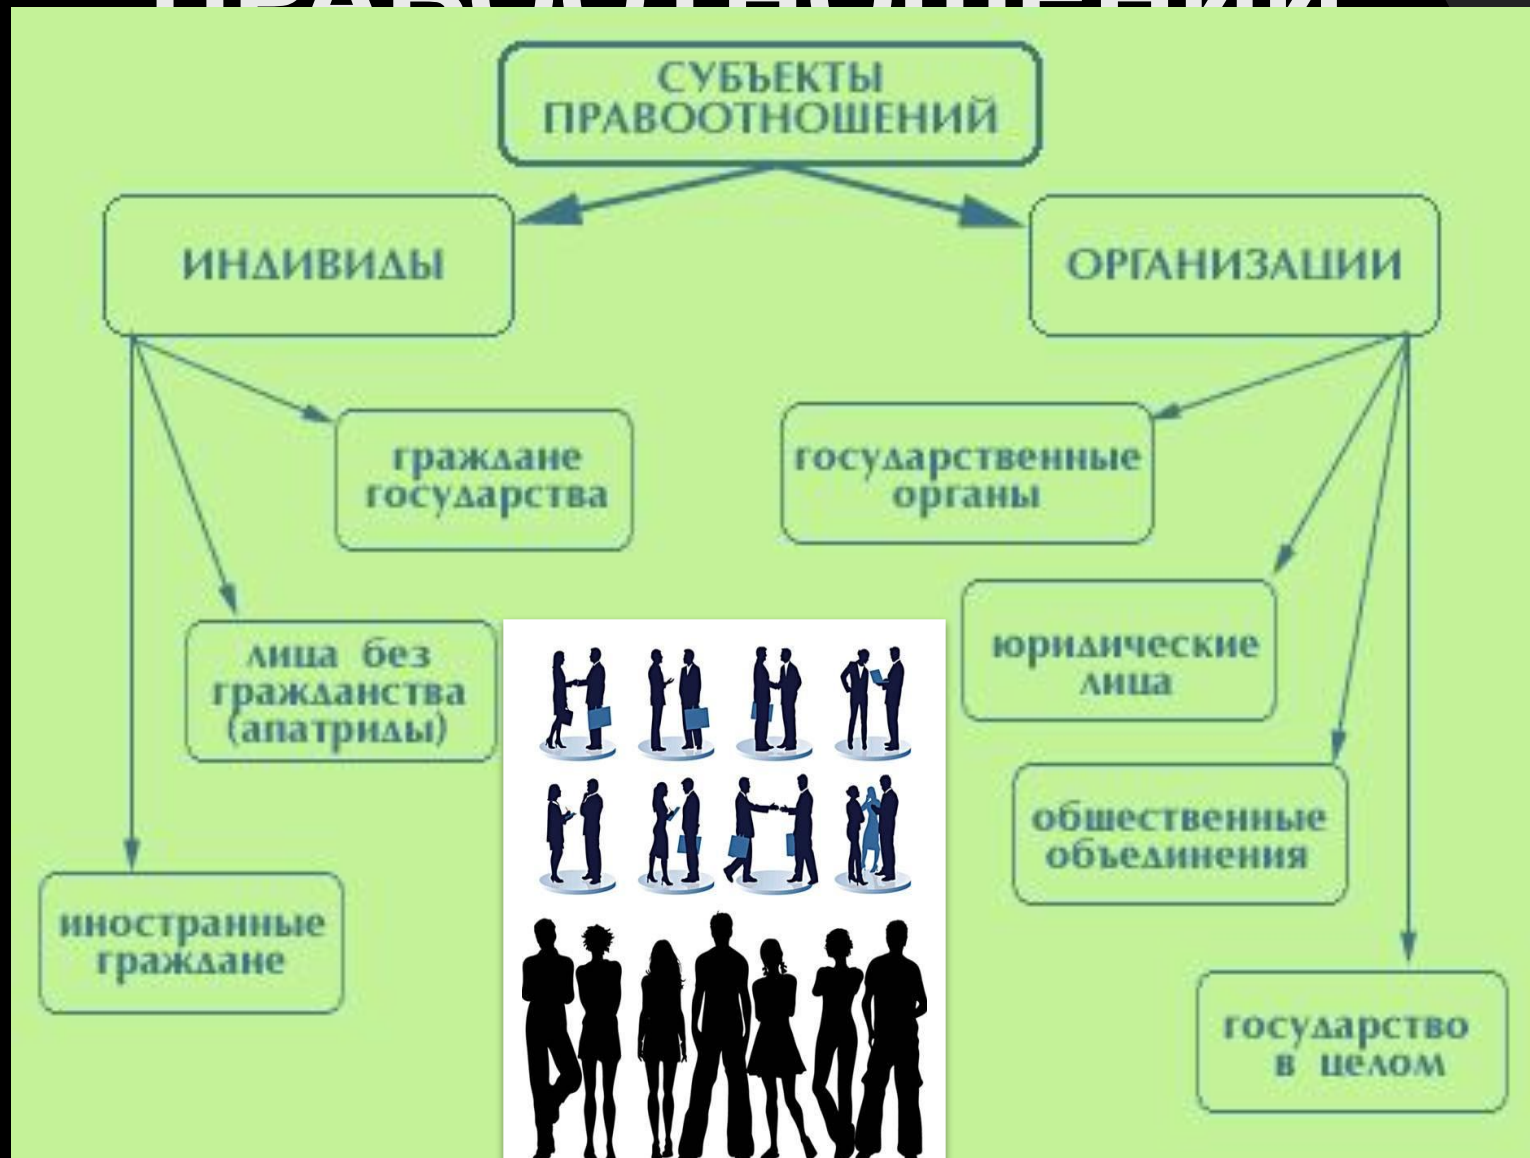 ПРАВООТНОШЕНИЙ
СУБЪЕКТЫ
ПРАВООТНОШЕНИЙ
ИНДИВИДЫ
ОРГАНИЗАЦИИ
граждане
государства
государственные
органы
лица без
гражданства
(апатриды)
юридические
лица
общественные
объединения
иностранные
граждане
государство
в целом